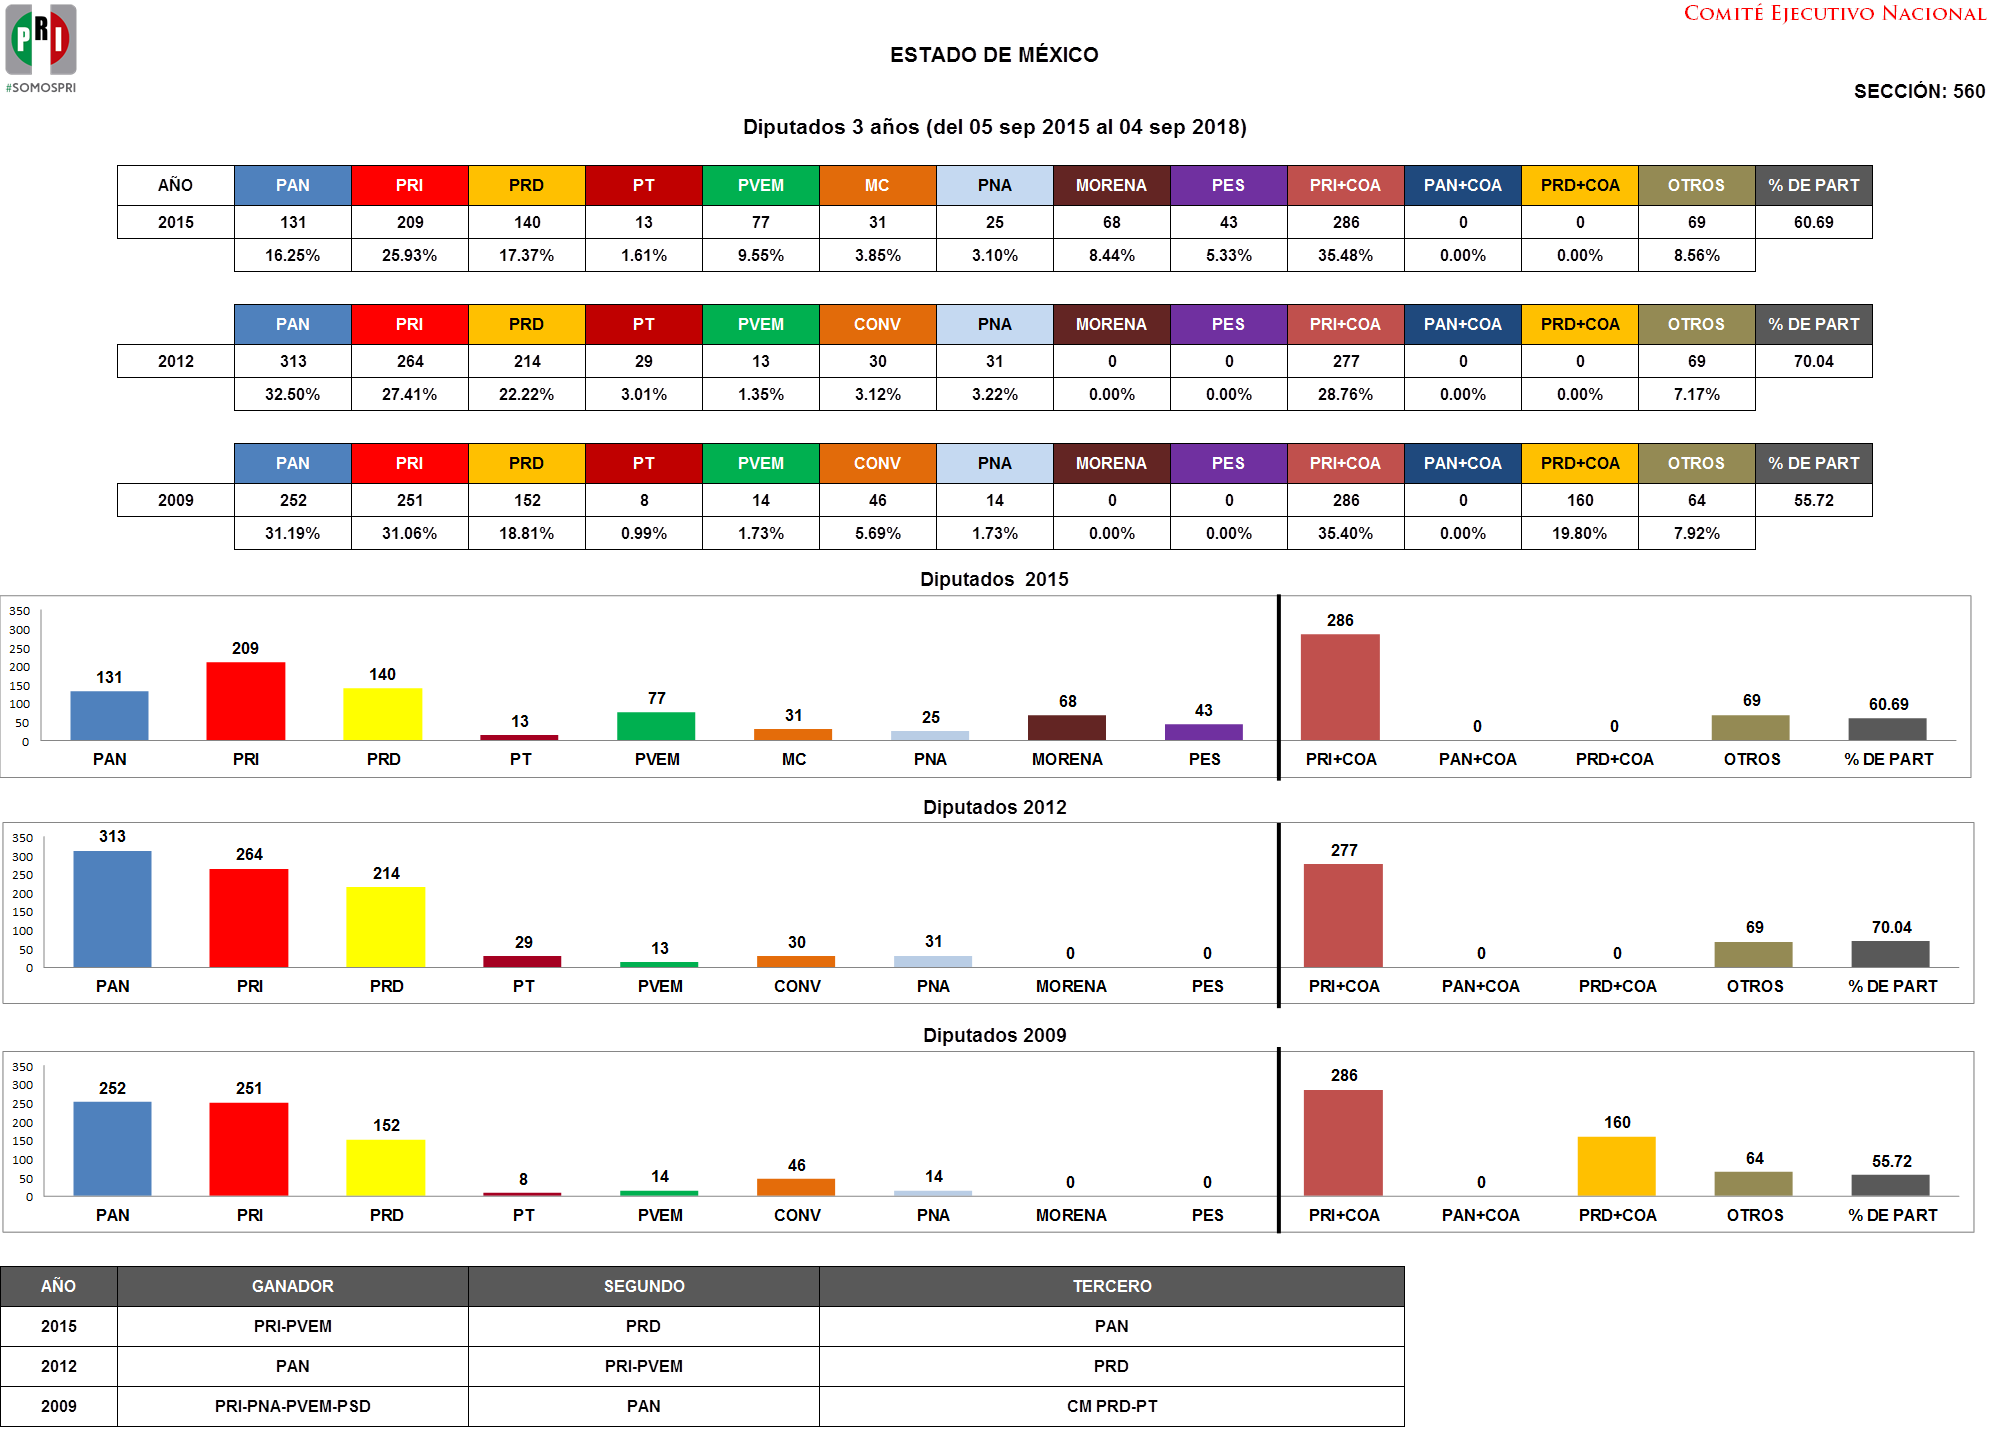 PRI
#SOMOSPRI
COMITÉ EJECUTIVO NACIONAL
ESTADO DE MÉXICO
SECCIÓN: 560
Diputados 3 años (del 05 sep 2015 al 04 sep 2018)
AÑO PAN PRI PRD PT PVEM MC PNA MORENA PES PRI+COA PAN+COA PRD+COA OTROS % DE PART
2015 131 209 140 13 77 31 25 68 43 286 0 0 69 60.69
16.25% 25.93% 17.37% 1.61% 9.55% 3.85% 3.10% 8.44% 5.33% 35.48% 0.00% 0.00% 8.56%
PAN PRI PRD PT PVEM CONV PNA MORENA PES PRI+COA PAN+COA PRD+COA OTROS % DE PART
2012 313 264 214 29 13 30 31 0 0 277 0 0 69 70.04
32.50% 27.41% 22.22% 3.01% 1.35% 3.12% 3.22% 0.00% 0.00% 28.76% 0.00% 0.00% 7.17%
PAN PRI PRD PT PVEM CONV PNA MORENA PES PRI+COA PAN+COA PRD+COA OTROS % DE PART
2009 252 251 152 8 14 46 14 0 0 286 0 160 64 55.72
31.19% 31.06% 18.81% 0.99% 1.73% 5.69% 1.73% 0.00% 0.00% 35.40% 0.00% 19.80% 7.92%
Diputados 2015
350
300
250
200
150
100
50
0
131 209 140 13 77 31 25 68 43 286 0 0 69 60.69
PAN PRI PRD PT PVEM MC PNA MORENA PES PRI+COA PAN+COA PRD+COA OTROS % DE PART
Diputados 2012
350
300
250
200
150
100
50
0
313 264 214 29 13 30 31 0 0 277 0 0 69 70.04
PAN PRI PRD PT PVEM CONV PNA MORENA PES PRI+COA PAN+COA PRD+COA OTROS % DE PART
Diputados 2009
350
300
250
200
150
100
50
0
252 251 152 8 14 46 14 0 0 286 0 160 64 55.72
PAN PRI PRD PT PVEM CONV PNA MORENA PES PRI+COA PAN+COA PRD+COA OTROS % DE PART
AÑO GANADOR SEGUNDO TERCERO
2015 PRI-PVEM PRD PAN
2012 PAN PRI-PVEM PRD
2009 PRI-PNA-PVEM-PSD PAN CM PRD-PT